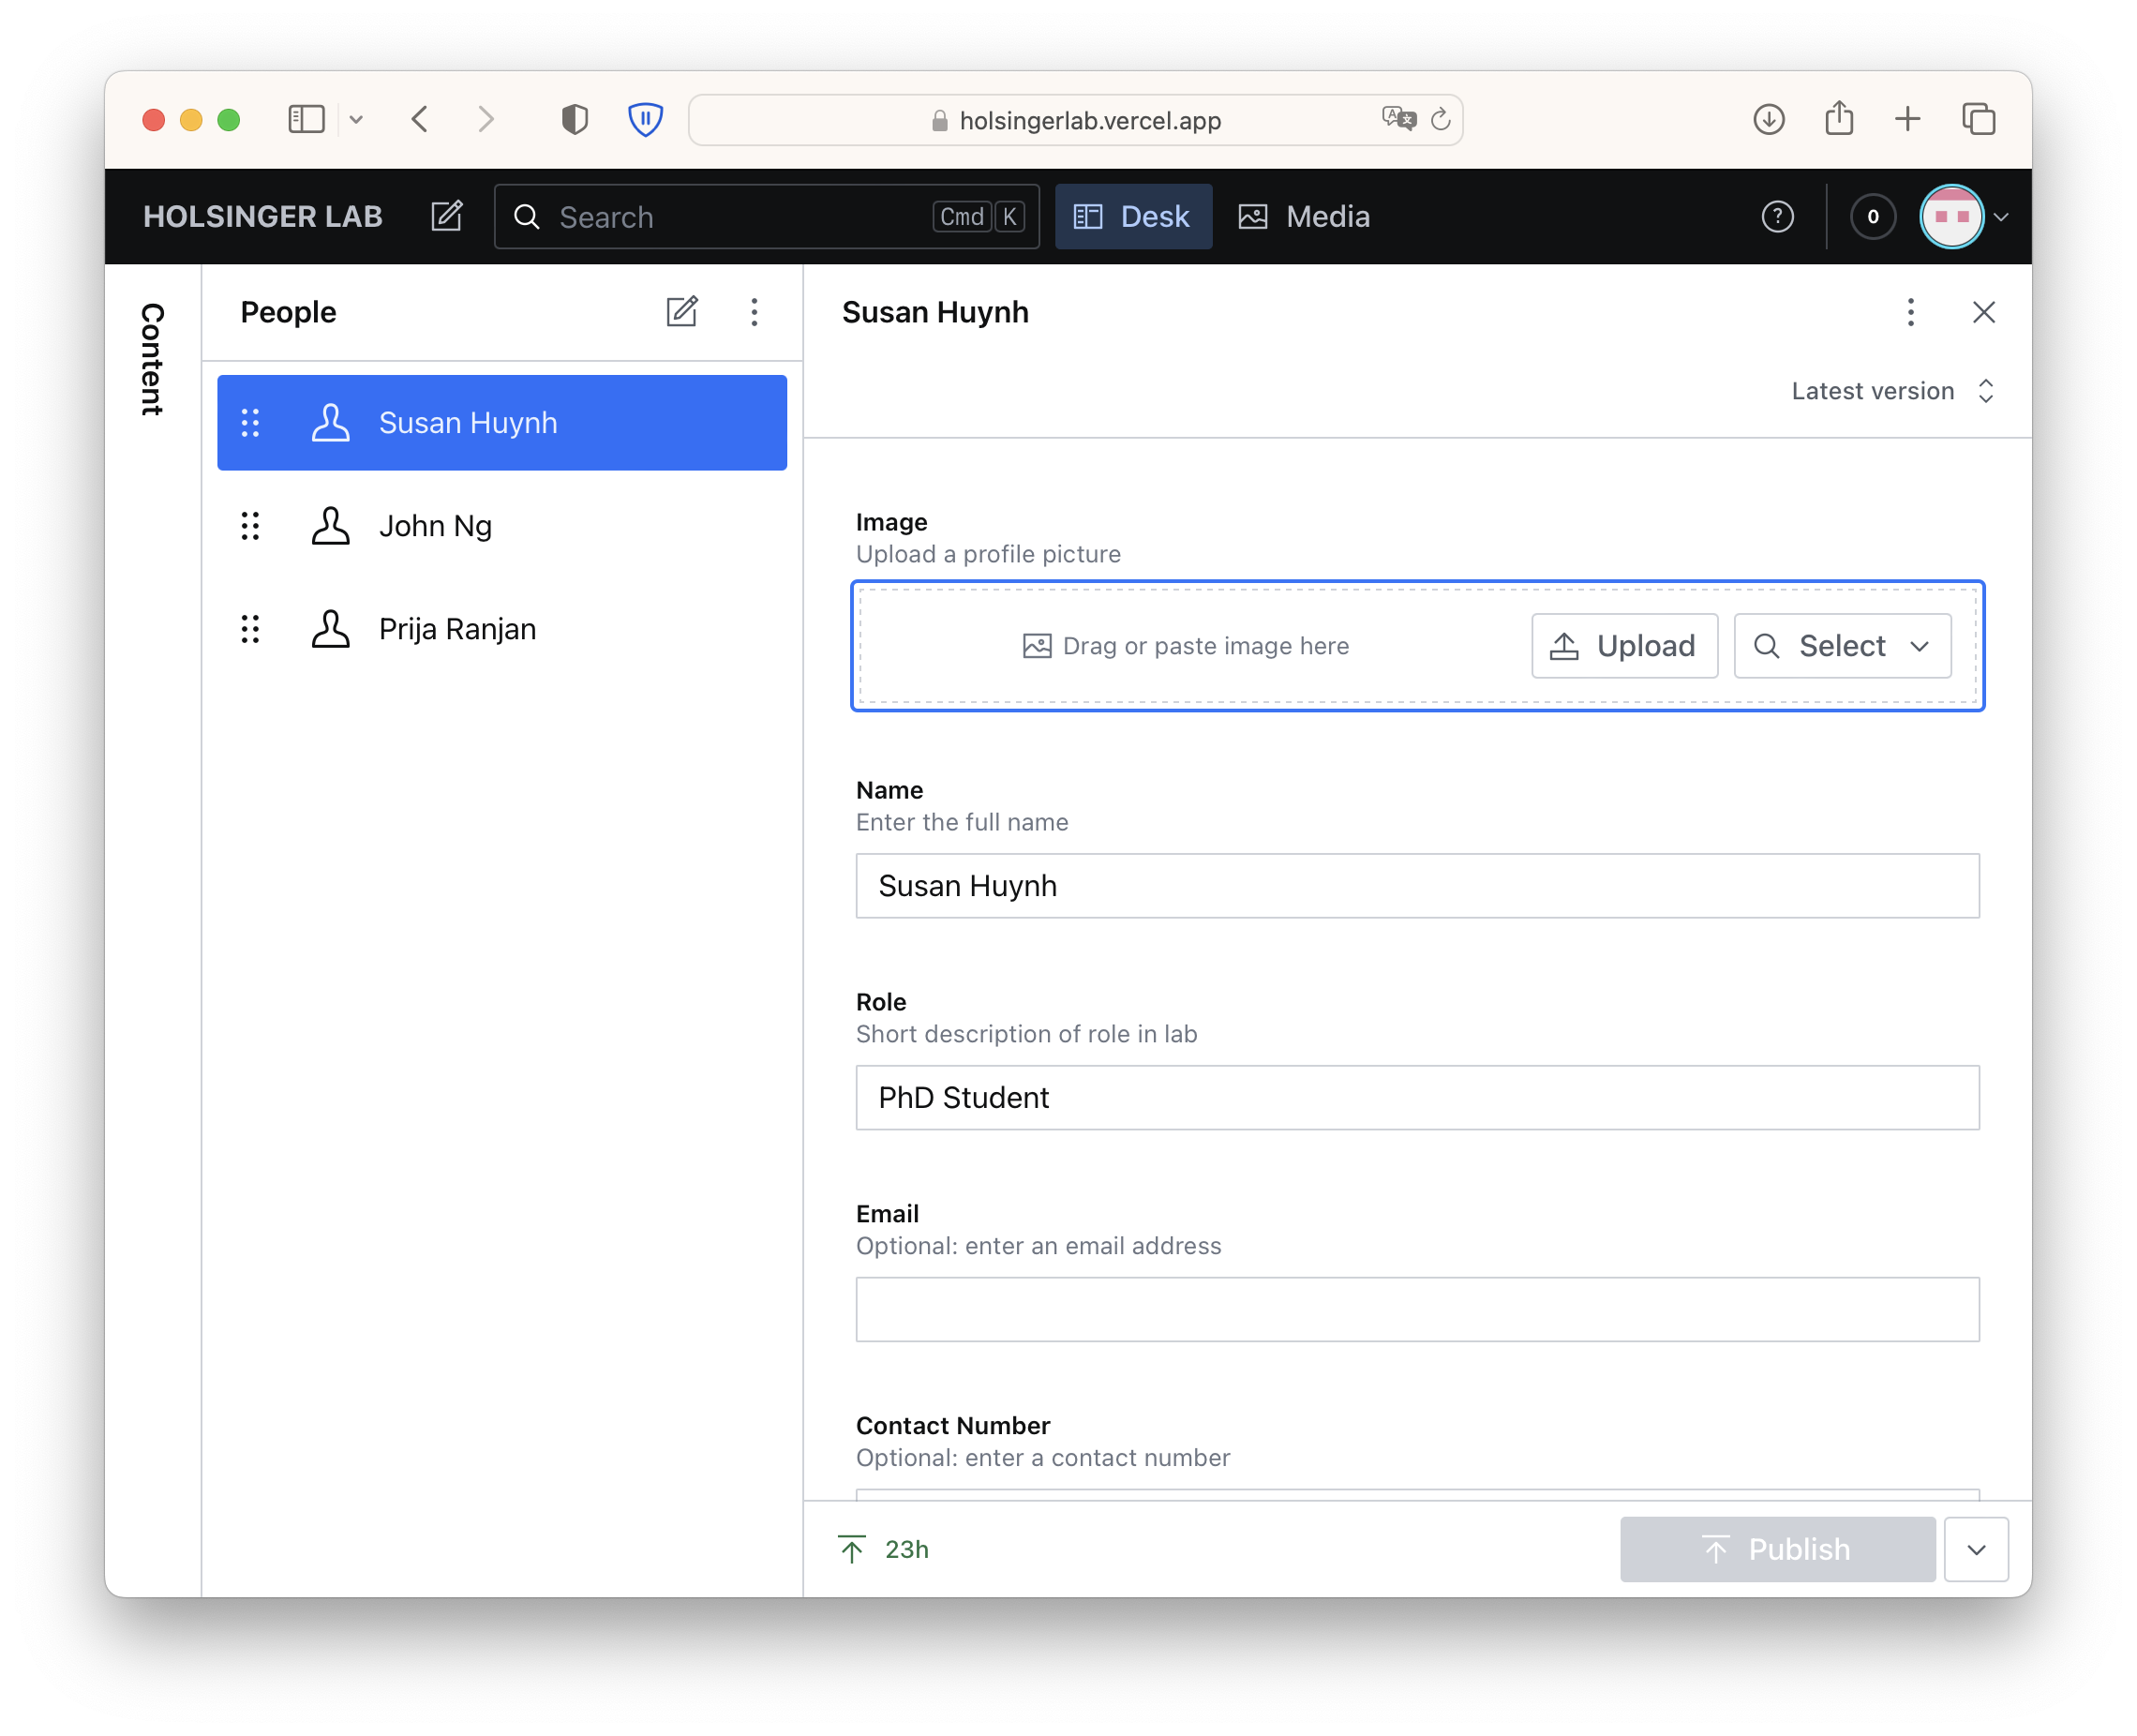 holsingerlab.vercel.app
HOLSINGER LAB
Search
Cmd K
Desk
Media
?
0
Content
People
Susan Huynh
John Ng
Prija Ranjan
Susan Huynh
Latest version
Image
Upload a profile picture
Drag or paste image here
Upload
Select
Name
Enter the full name
Susan Huynh
Role
Short description of role in lab
PhD Student
Email
Optional: enter an email address
Contact Number
Optional: enter a contact number
23h
Publish